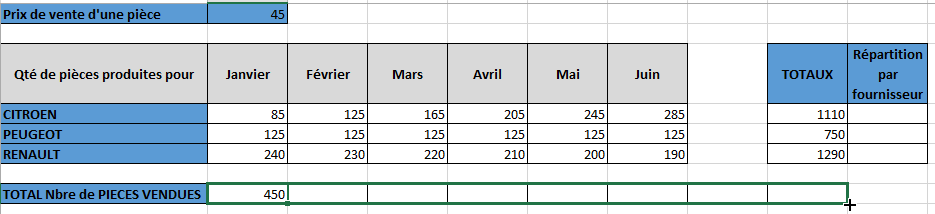 Prix de vente d'une pièce 45
Qté de pièces produites pour Janvier Février Mars Avril Mai Juin TOTAUX Répartition par fournisseur
CITROEN 85 125 165 205 245 285 1110
PEUGEOT 125 125 125 125 125 125 750
RENAULT 240 230 220 210 200 190 1290
TOTAL Nbre de PIECES VENDUES 450